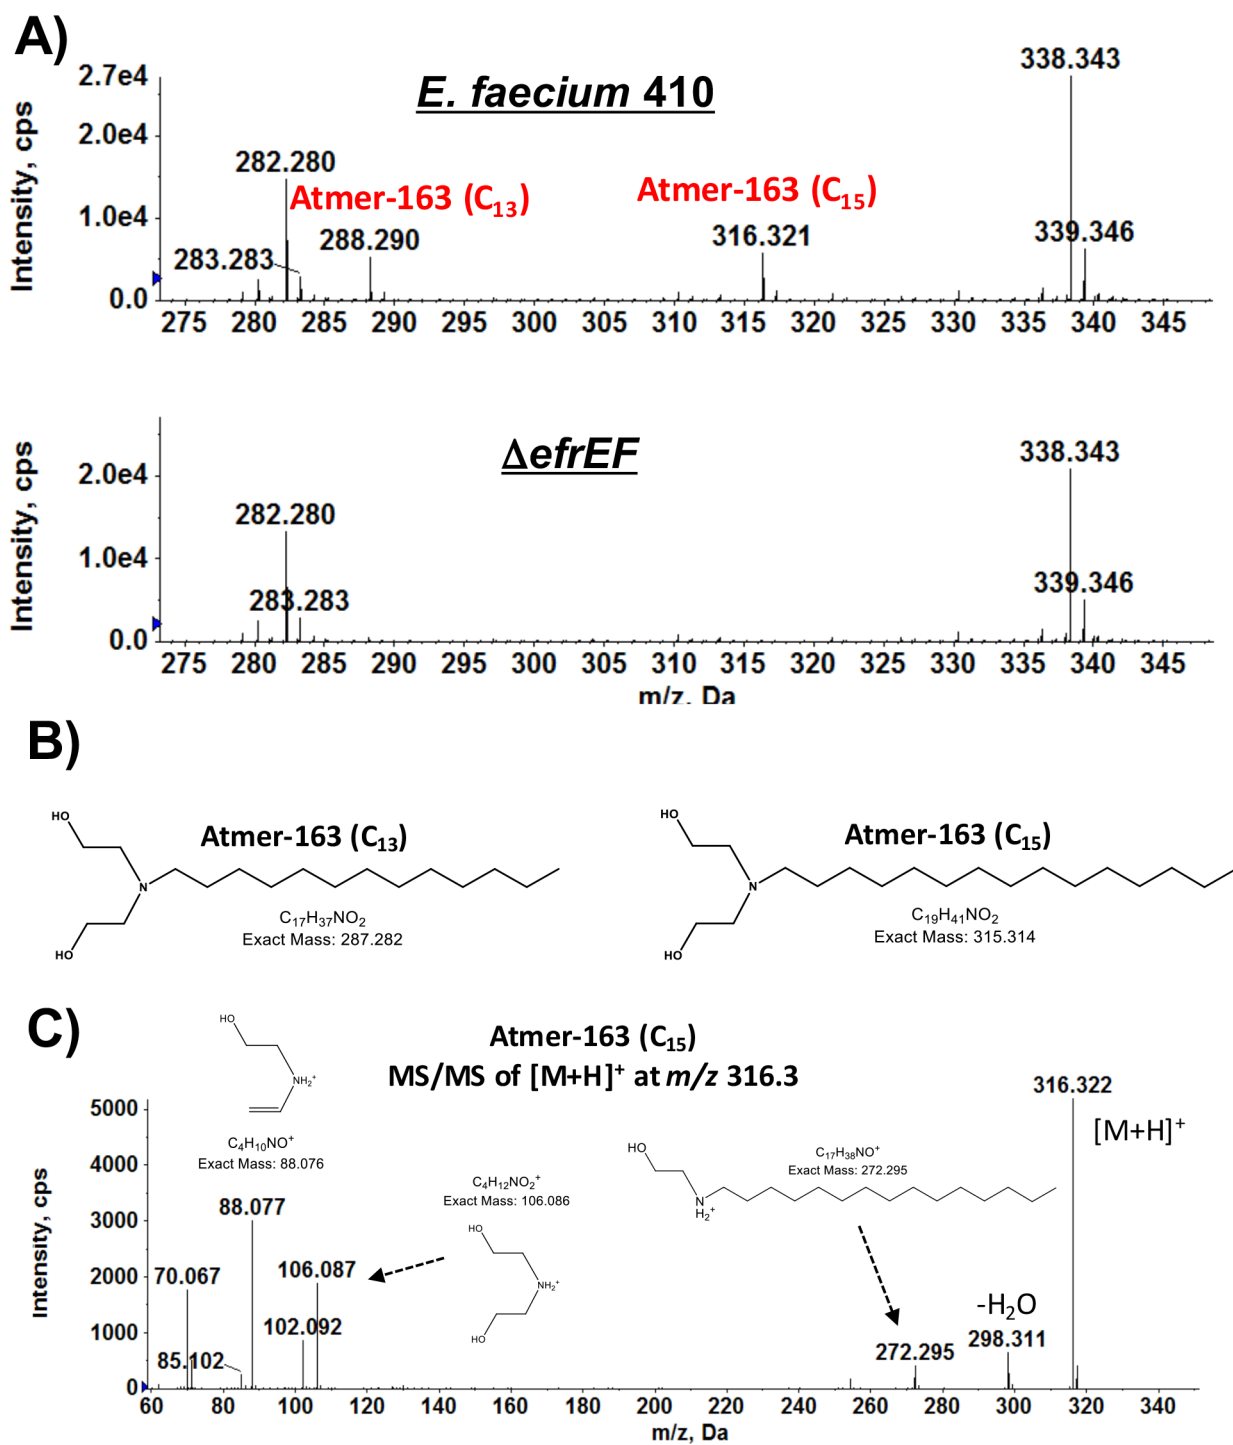 A)
E. faecium 410
Intensity, cps
2.7e4
2.0e4
1.0e4
0.0
338.343
282.280
Atmer-163 (C13)
Atmer-163 (C15)
283.283
288.290
316.321
339.346
275 280 285 290 295 300 305 310 315 320 325 330 335 340 345
ΔefrEF
Intensity, cps
2.0e4
1.0e4
0.0
338.343
282.280
283.283
339.346
275 280 285 290 295 300 305 310 315 320 325 330 335 340 345
m/z, Da
B)
HO
Atmer-163 (C13)
N
C17H37NO2
Exact Mass: 287.282
HO
HO
Atmer-163 (C15)
N
C19H41NO2
Exact Mass: 315.314
HO
C)
Atmer-163 (C15)
MS/MS of [M+H]+ at m/z 316.3
HO
NH2+
C4H10NO+
Exact Mass: 88.076
C4H12NO2+
Exact Mass: 106.086
HO
NH2+
HO
C17H38NO+
Exact Mass: 272.295
HO
N
H2+
316.322
[M+H]+
Intensity, cps
5000
4000
3000
2000
1000
0
88.077
70.067
106.087
102.092
85.102
-H2O
298.311
272.295
60 80 100 120 140 160 180 200 220 240 260 280 300 320 340
m/z, Da